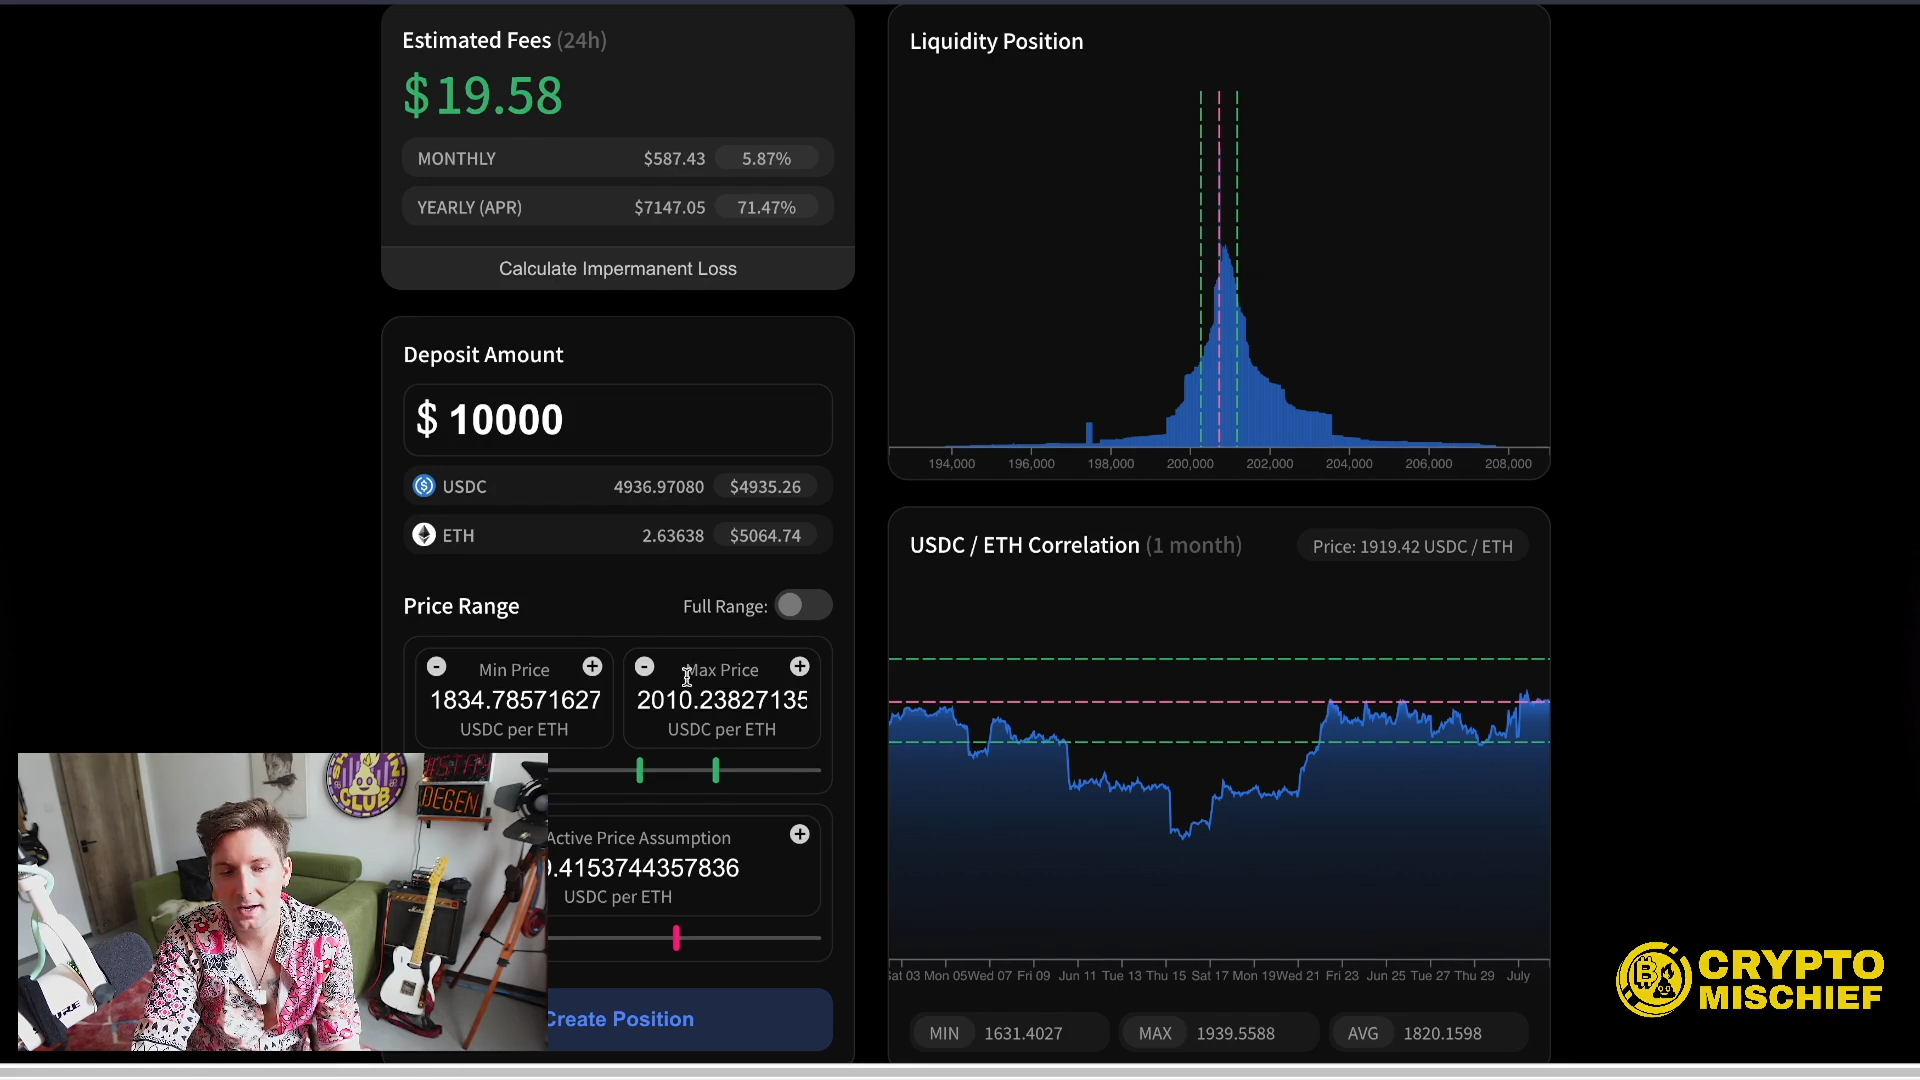 Estimated Fees (24h)
$19.58
MONTHLY $587.43 5.87%
YEARLY (APR) $7147.05 71.47%
Calculate Impermanent Loss
Deposit Amount
$ 10000
USDC 4936.97080 $4935.26
ETH 2.63638 $5064.74
Price Range Full Range:
- Min Price +
1834.78571627
USDC per ETH
- Max Price +
2010.23827135
USDC per ETH
Active Price Assumption +
.4153744357836
USDC per ETH
Create Position
Liquidity Position
194,000 196,000 198,000 200,000 202,000 204,000 206,000 208,000
USDC / ETH Correlation (1 month) Price: 1919.42 USDC / ETH
Sat 03 Mon 05 Wed 07 Fri 09 Jun 11 Tue 13 Thu 15 Sat 17 Mon 19 Wed 21 Fri 23 Jun 25 Tue 27 Thu 29 July
MIN 1631.4027 MAX 1939.5588 AVG 1820.1598
CLUB
#STAY
DEGEN
CRYPTO
MISCHIEF